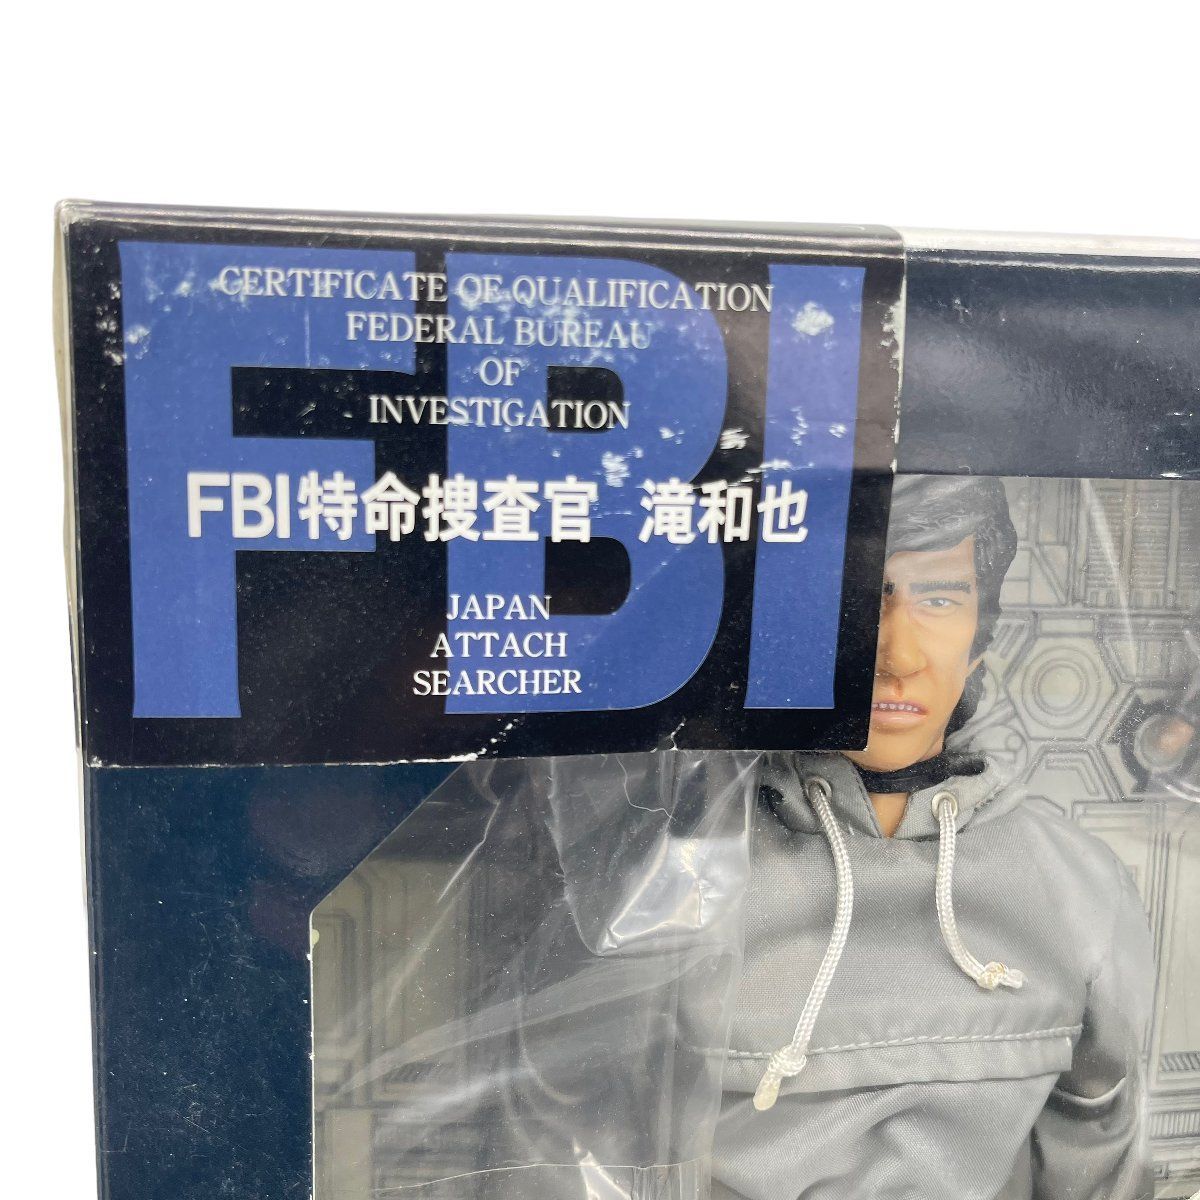 FBI
CERTIFICATE OF QUALIFICATION
FEDERAL BUREAU
OF
INVESTIGATION
FBI特命捜査官 滝和也
JAPAN
ATTACH
SEARCHER